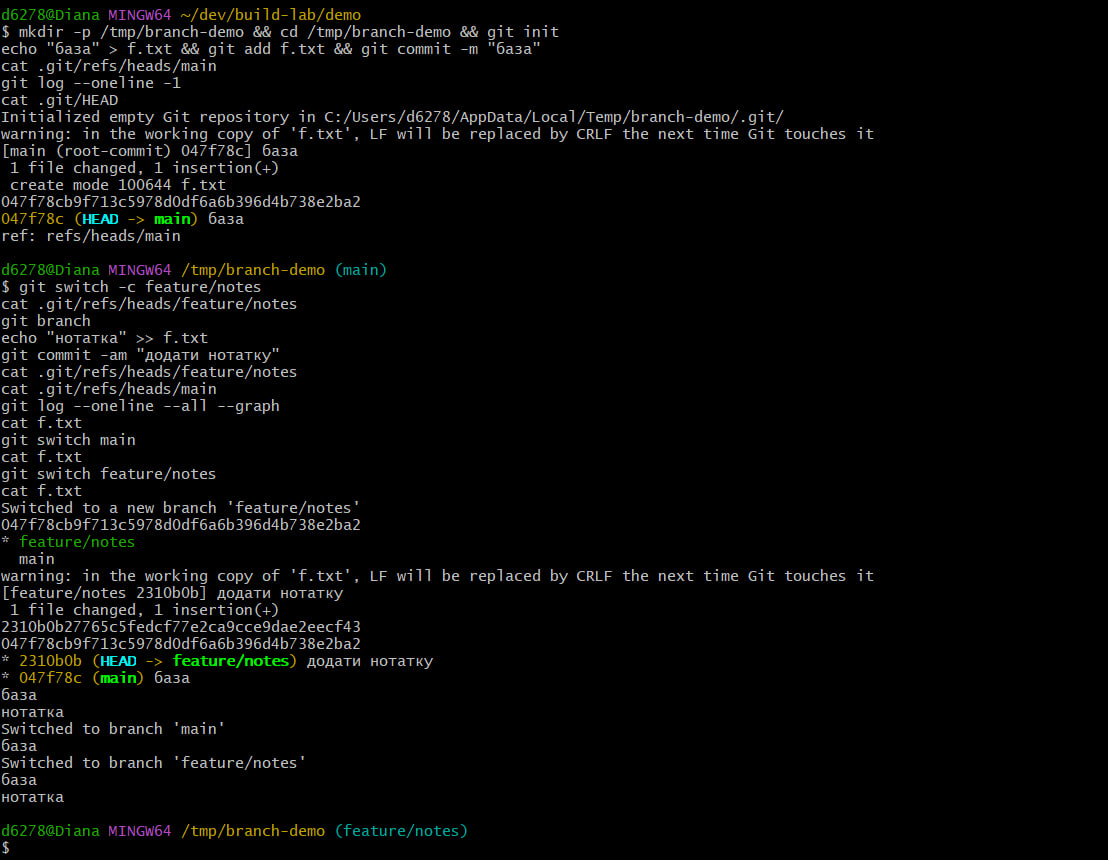 d6278@Diana MINGW64 ~/dev/build-lab/demo
$ mkdir -p /tmp/branch-demo && cd /tmp/branch-demo && git init
echo "база" > f.txt && git add f.txt && git commit -m "база"
cat .git/refs/heads/main
git log --oneline -1
cat .git/HEAD
Initialized empty Git repository in C:/Users/d6278/AppData/Local/Temp/branch-demo/.git/
warning: in the working copy of 'f.txt', LF will be replaced by CRLF the next time Git touches it
[main (root-commit) 047f78c] база
 1 file changed, 1 insertion(+)
 create mode 100644 f.txt
047f78cb9f713c5978d0df6a6b396d4b738e2ba2
047f78c (HEAD -> main) база
ref: refs/heads/main

d6278@Diana MINGW64 /tmp/branch-demo (main)
$ git switch -c feature/notes
cat .git/refs/heads/feature/notes
git branch
echo "нотатка" >> f.txt
git commit -am "додати нотатку"
cat .git/refs/heads/feature/notes
cat .git/refs/heads/main
git log --oneline --all --graph
cat f.txt
git switch main
cat f.txt
git switch feature/notes
cat f.txt
Switched to a new branch 'feature/notes'
047f78cb9f713c5978d0df6a6b396d4b738e2ba2
* feature/notes
  main
warning: in the working copy of 'f.txt', LF will be replaced by CRLF the next time Git touches it
[feature/notes 2310b0b] додати нотатку
 1 file changed, 1 insertion(+)
2310b0b27765c5fedcf77e2ca9cce9dae2eecf43
047f78cb9f713c5978d0df6a6b396d4b738e2ba2
* 2310b0b (HEAD -> feature/notes) додати нотатку
* 047f78c (main) база
база
нотатка
Switched to branch 'main'
база
Switched to branch 'feature/notes'
база
нотатка

d6278@Diana MINGW64 /tmp/branch-demo (feature/notes)
$